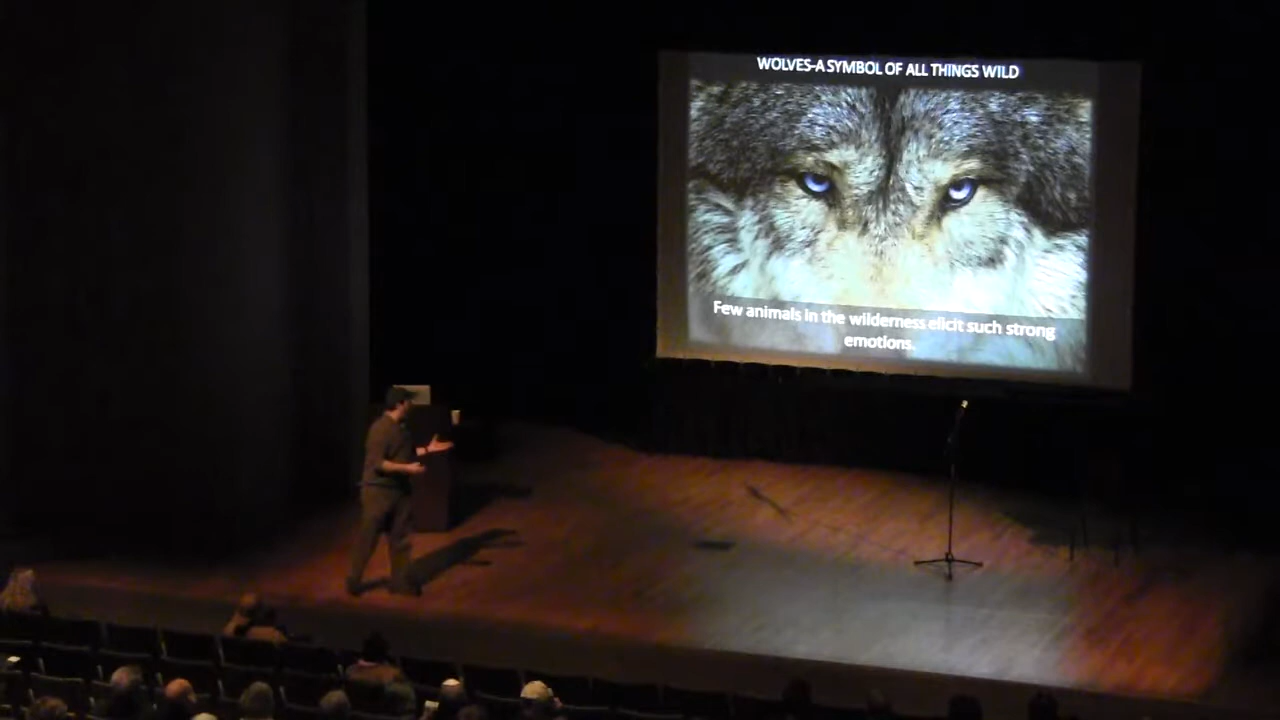 WOLVES-A SYMBOL OF ALL THINGS WILD
Few animals in the wilderness elicit such strong
emotions.